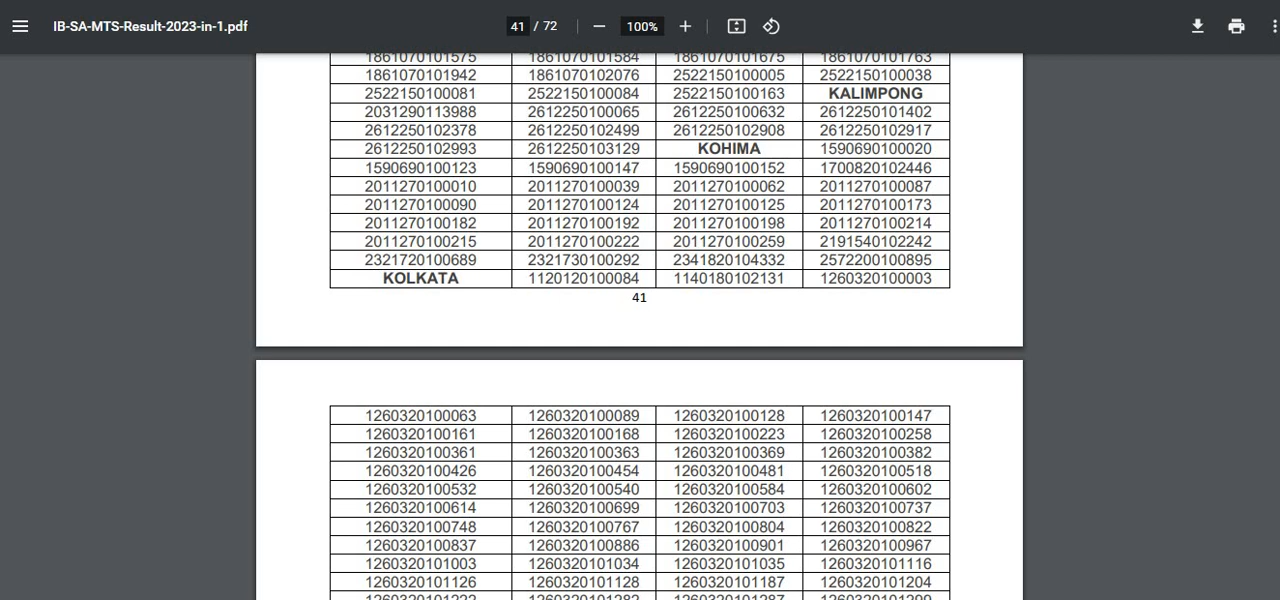 IB-SA-MTS-Result-2023-in-1.pdf 41 / 72 100%
1861070101575 1861070101584 1861070101675 1861070101763
1861070101942 1861070102076 2522150100005 2522150100038
2522150100081 2522150100084 2522150100163 KALIMPONG
2031290113988 2612250100065 2612250100632 2612250101402
2612250102378 2612250102499 2612250102908 2612250102917
2612250102993 2612250103129 KOHIMA 1590690100020
1590690100123 1590690100147 1590690100152 1700820102446
2011270100010 2011270100039 2011270100062 2011270100087
2011270100090 2011270100124 2011270100125 2011270100173
2011270100182 2011270100192 2011270100198 2011270100214
2011270100215 2011270100222 2011270100259 2191540102242
2321720100689 2321730100292 2341820104332 2572200100895
KOLKATA 1120120100084 1140180102131 1260320100003
41
1260320100063 1260320100089 1260320100128 1260320100147
1260320100161 1260320100168 1260320100223 1260320100258
1260320100361 1260320100363 1260320100369 1260320100382
1260320100426 1260320100454 1260320100481 1260320100518
1260320100532 1260320100540 1260320100584 1260320100602
1260320100614 1260320100699 1260320100703 1260320100737
1260320100748 1260320100767 1260320100804 1260320100822
1260320100837 1260320100886 1260320100901 1260320100967
1260320101003 1260320101034 1260320101035 1260320101116
1260320101126 1260320101128 1260320101187 1260320101204